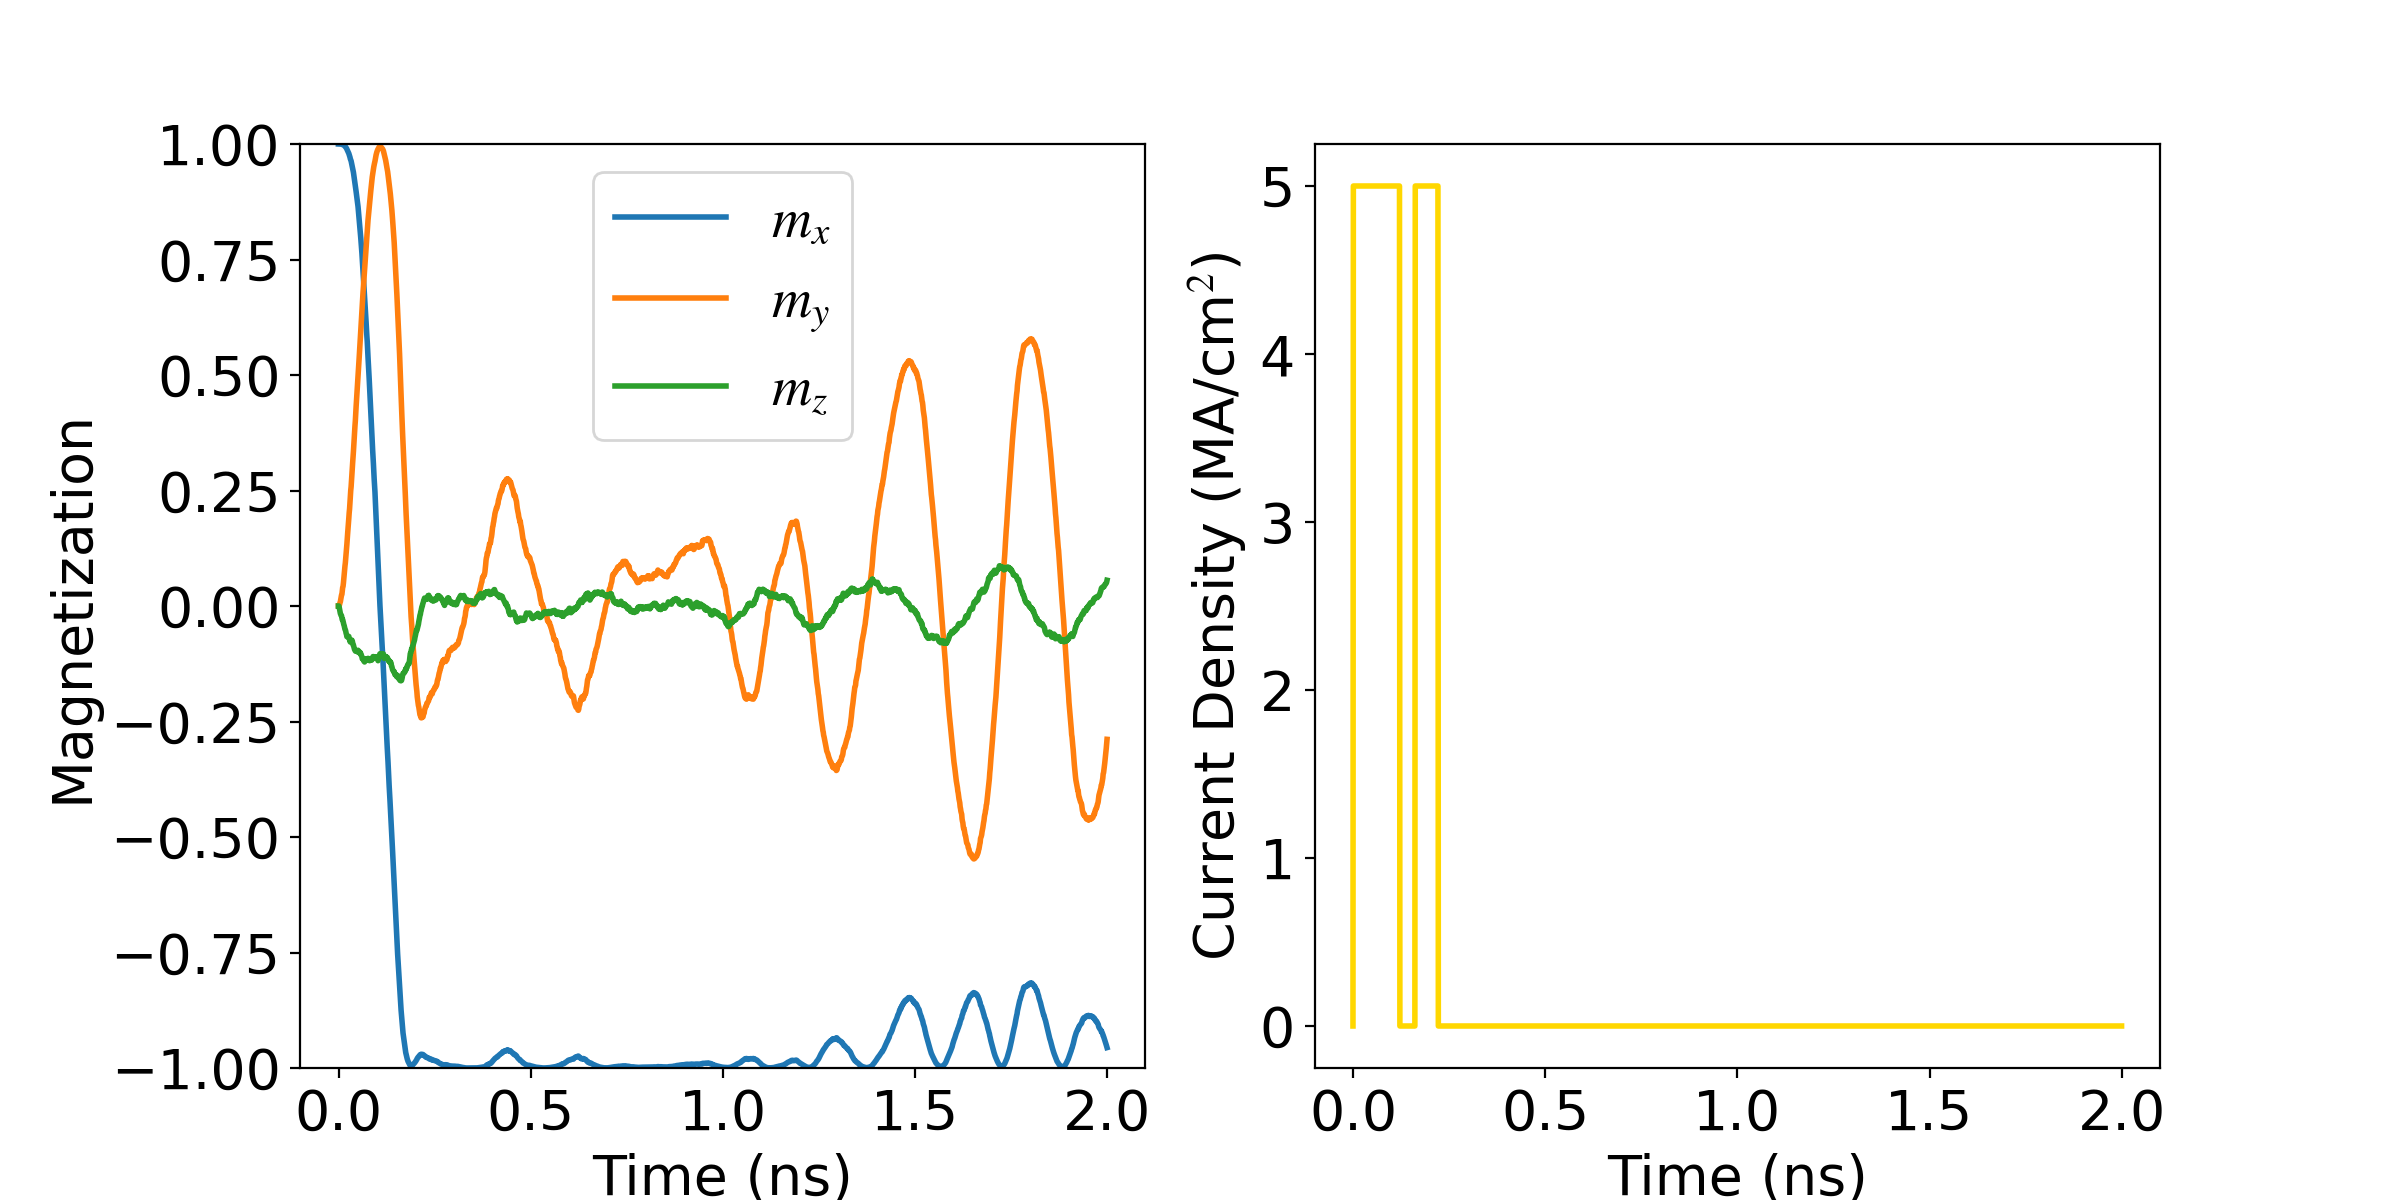 1.00
0.75
0.50
0.25
0.00
−0.25
−0.50
−0.75
−1.00
Magnetization
0.0 0.5 1.0 1.5 2.0
Time (ns)
m_x
m_y
m_z
5
4
3
2
1
0
Current Density (MA/cm²)
0.0 0.5 1.0 1.5 2.0
Time (ns)